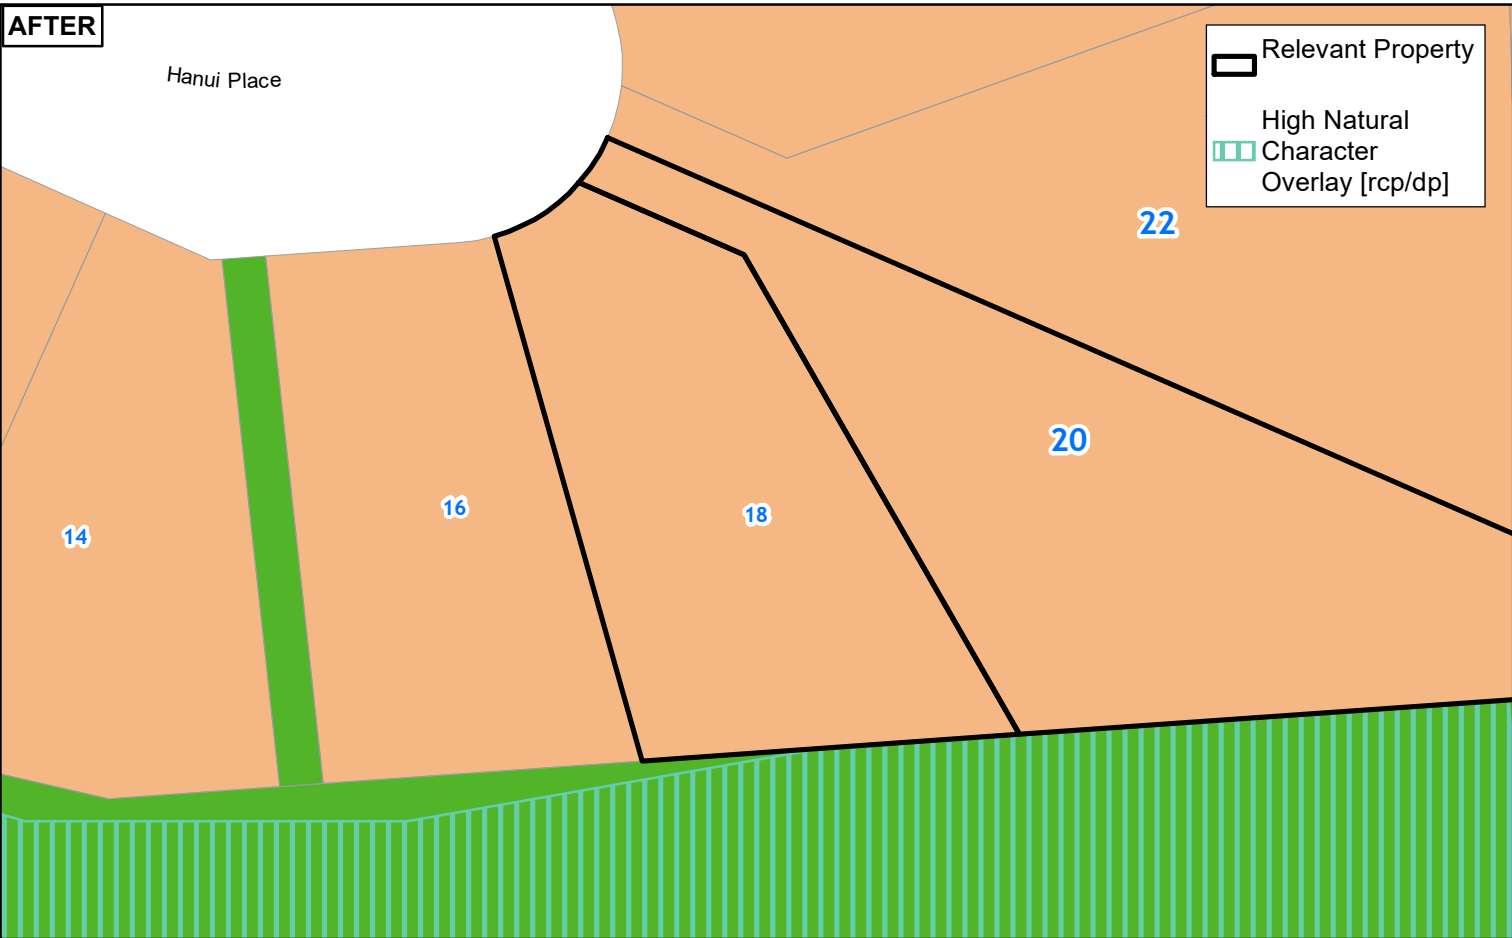 AFTER
Hanui Place
Relevant Property
High Natural
Character
Overlay [rcp/dp]
22
20
16
18
14